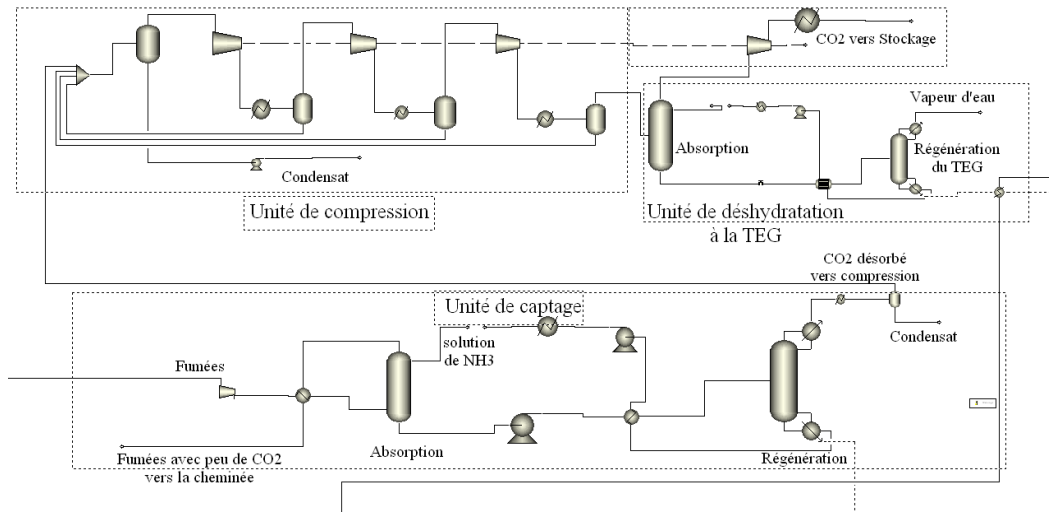 CO2 vers Stockage
Condensat
Unité de compression
Absorption
Vapeur d'eau
Régénération
du TEG
Unité de déshydratation
à la TEG
CO2 désorbé
vers compression
Unité de captage
solution
de NH3
Condensat
Fumées
Absorption
Régénération
Fumées avec peu de CO2
vers la cheminée